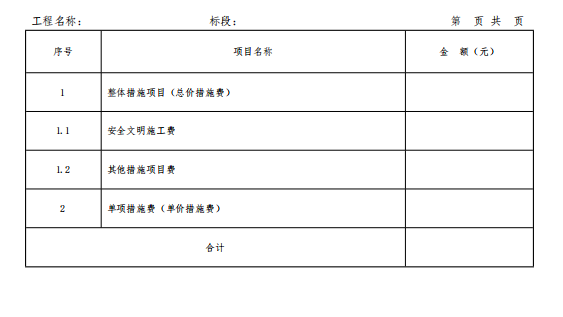 工程名称： 标段： 第 页 共 页
序号 项目名称 金 额（元）
1 整体措施项目（总价措施费）
1.1 安全文明施工费
1.2 其他措施项目费
2 单项措施费（单价措施费）
合计